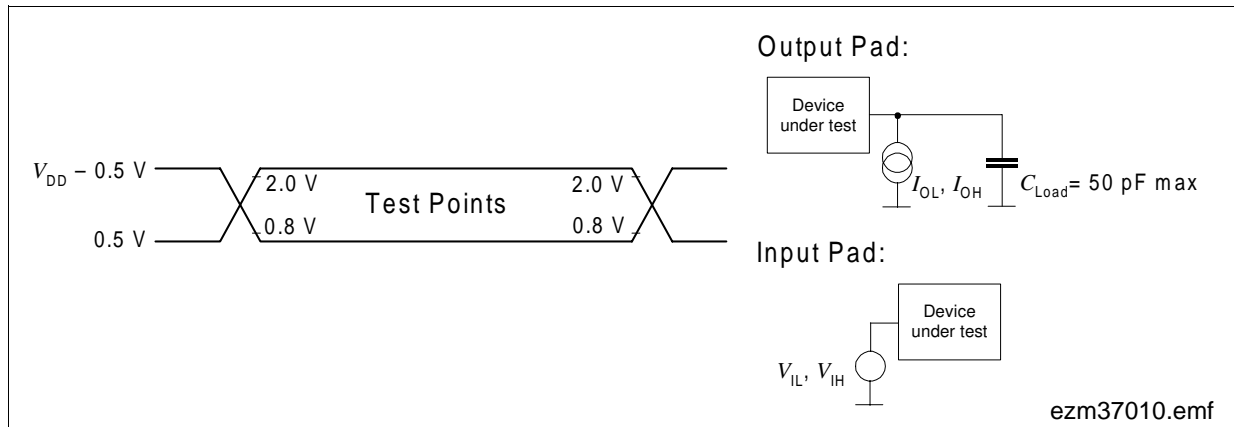 Output Pad:
Device
under test
V_DD – 0.5 V
2.0 V
2.0 V
Test Points
I_OL, I_OH
C_Load= 50 pF max
0.5 V
0.8 V
0.8 V
Input Pad:
Device
under test
V_IL, V_IH
ezm37010.emf